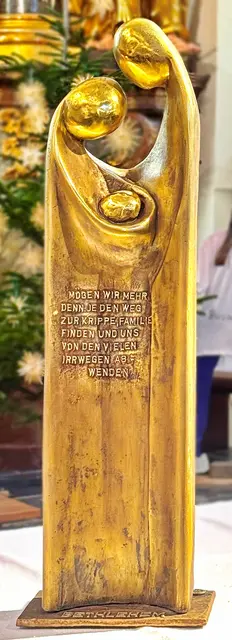 MÖGEN WIR MEHR
DENN JE DEN WEG
ZUR KRIPPE FAMILIE
FINDEN UND UNS
VON DEN VIELEN
IRRWEGEN AB-
WENDEN
BETHLEHEM